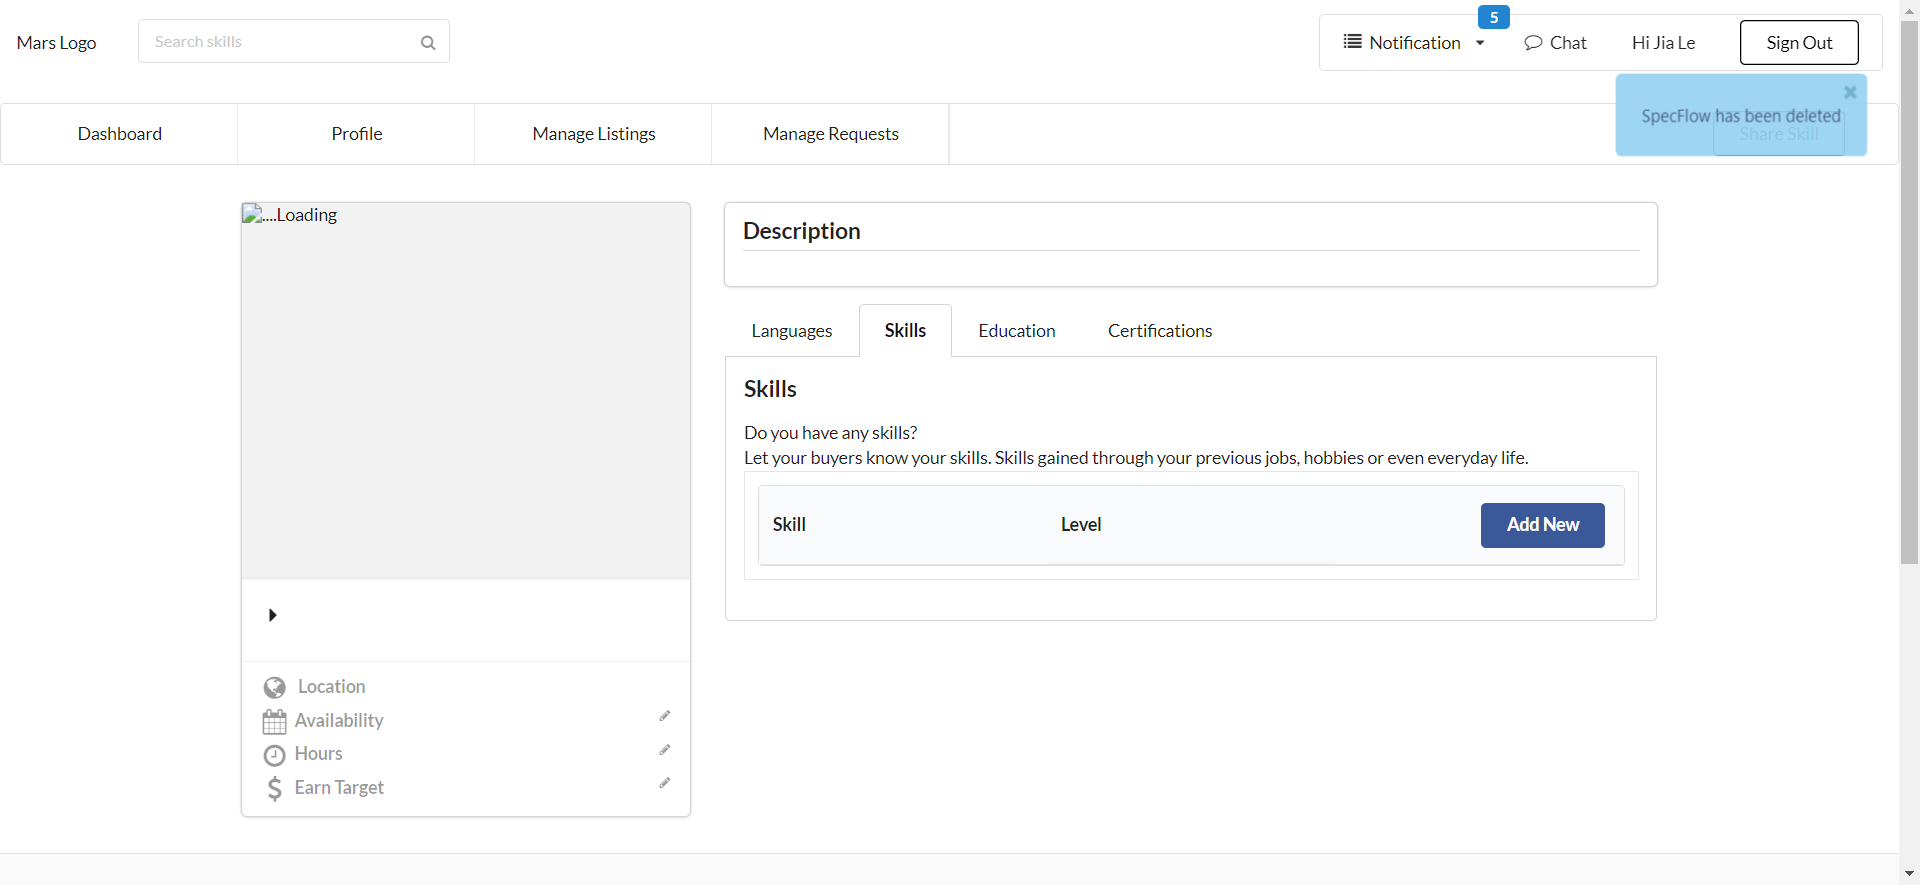 Mars Logo
Search skills
5
Notification
Chat
Hi Jia Le
Sign Out
SpecFlow has been deleted
Dashboard
Profile
Manage Listings
Manage Requests
Share Skill
....Loading
Location
Availability
Hours
Earn Target
Description
Languages
Skills
Education
Certifications
Skills
Do you have any skills?
Let your buyers know your skills. Skills gained through your previous jobs, hobbies or even everyday life.
Skill
Level
Add New